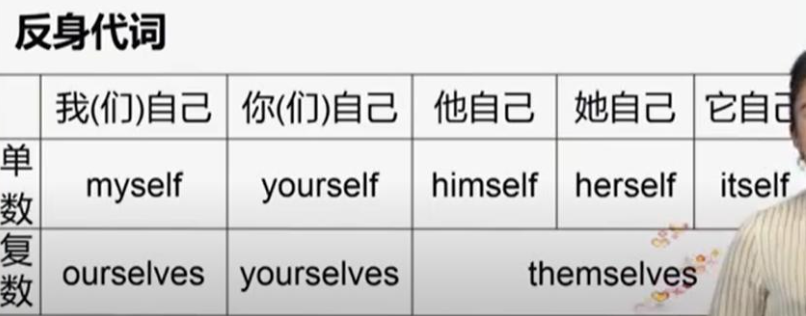 反身代词
我(们)自己 你(们)自己 他自己 她自己 它自
单数 myself yourself himself herself itself
复数 ourselves yourselves themselves